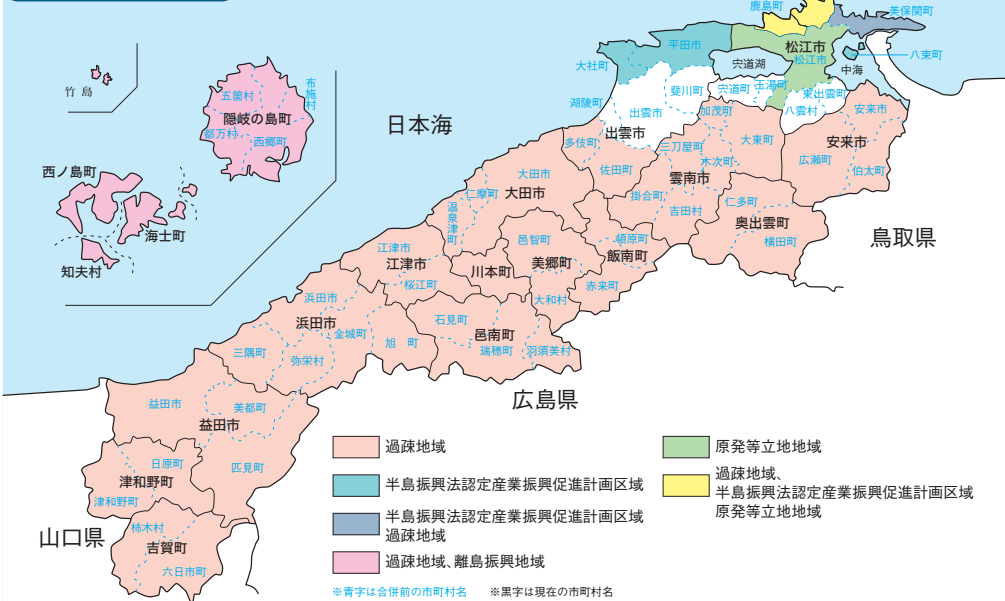 鹿島町
美保関町
平田市
松江市
松江市
大社町
宍道湖
中海
八束町
竹島
五箇村
布施村
隠岐の島町
都万村
西郷町
日本海
湖陵町
斐川町
宍道町
玉湯町
東出雲町
八雲村
出雲市
出雲市
加茂町
安来市
安来市
多伎町
三刀屋町
大東町
木次町
広瀬町
伯太町
西ノ島町
海士町
知夫村
大田市
大田市
佐田町
雲南市
仁摩町
掛合町
吉田村
仁多町
奥出雲町
横田町
鳥取県
温泉津町
江津市
江津市
邑智町
頓原町
川本町
美郷町
飯南町
桜江町
赤来町
大和村
浜田市
浜田市
金城町
旭 町
石見町
邑南町
瑞穂町
羽須美村
三隅町
弥栄村
広島県
益田市
美都町
益田市
匹見町
日原町
津和野町
津和野町
山口県
柿木村
吉賀町
六日市町
過疎地域
半島振興法認定産業振興促進計画区域
半島振興法認定産業振興促進計画区域
過疎地域
過疎地域、離島振興地域
原発等立地地域
過疎地域、
半島振興法認定産業振興促進計画区域
原発等立地地域
※青字は合併前の市町村名 ※黒字は現在の市町村名